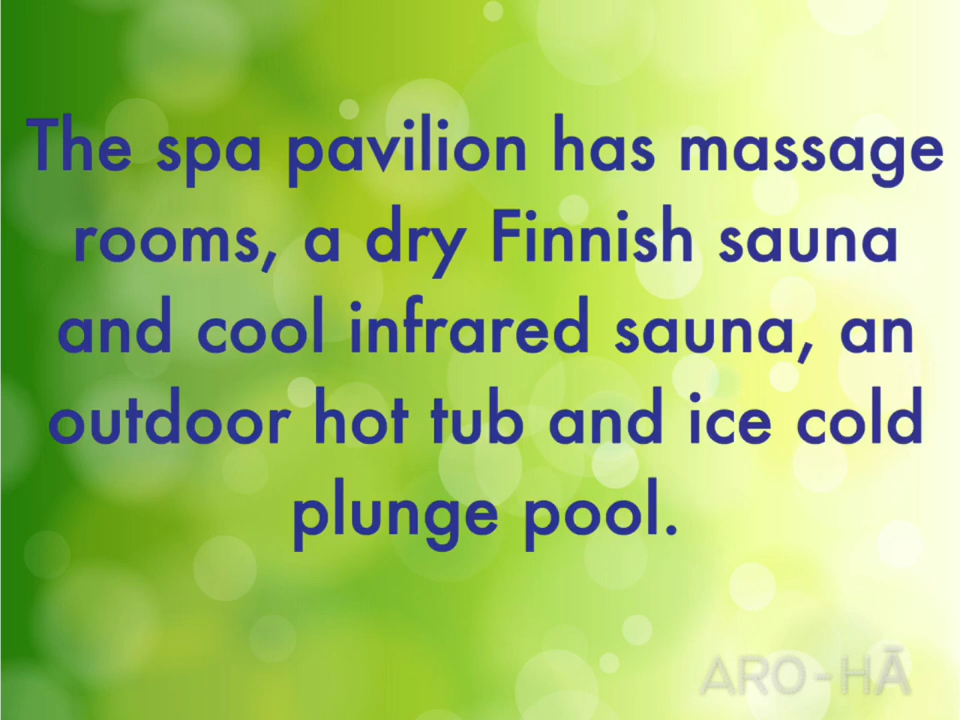 The spa pavilion has massage
rooms, a dry Finnish sauna
and cool infrared sauna, an
outdoor hot tub and ice cold
plunge pool.
ARO-HĀ